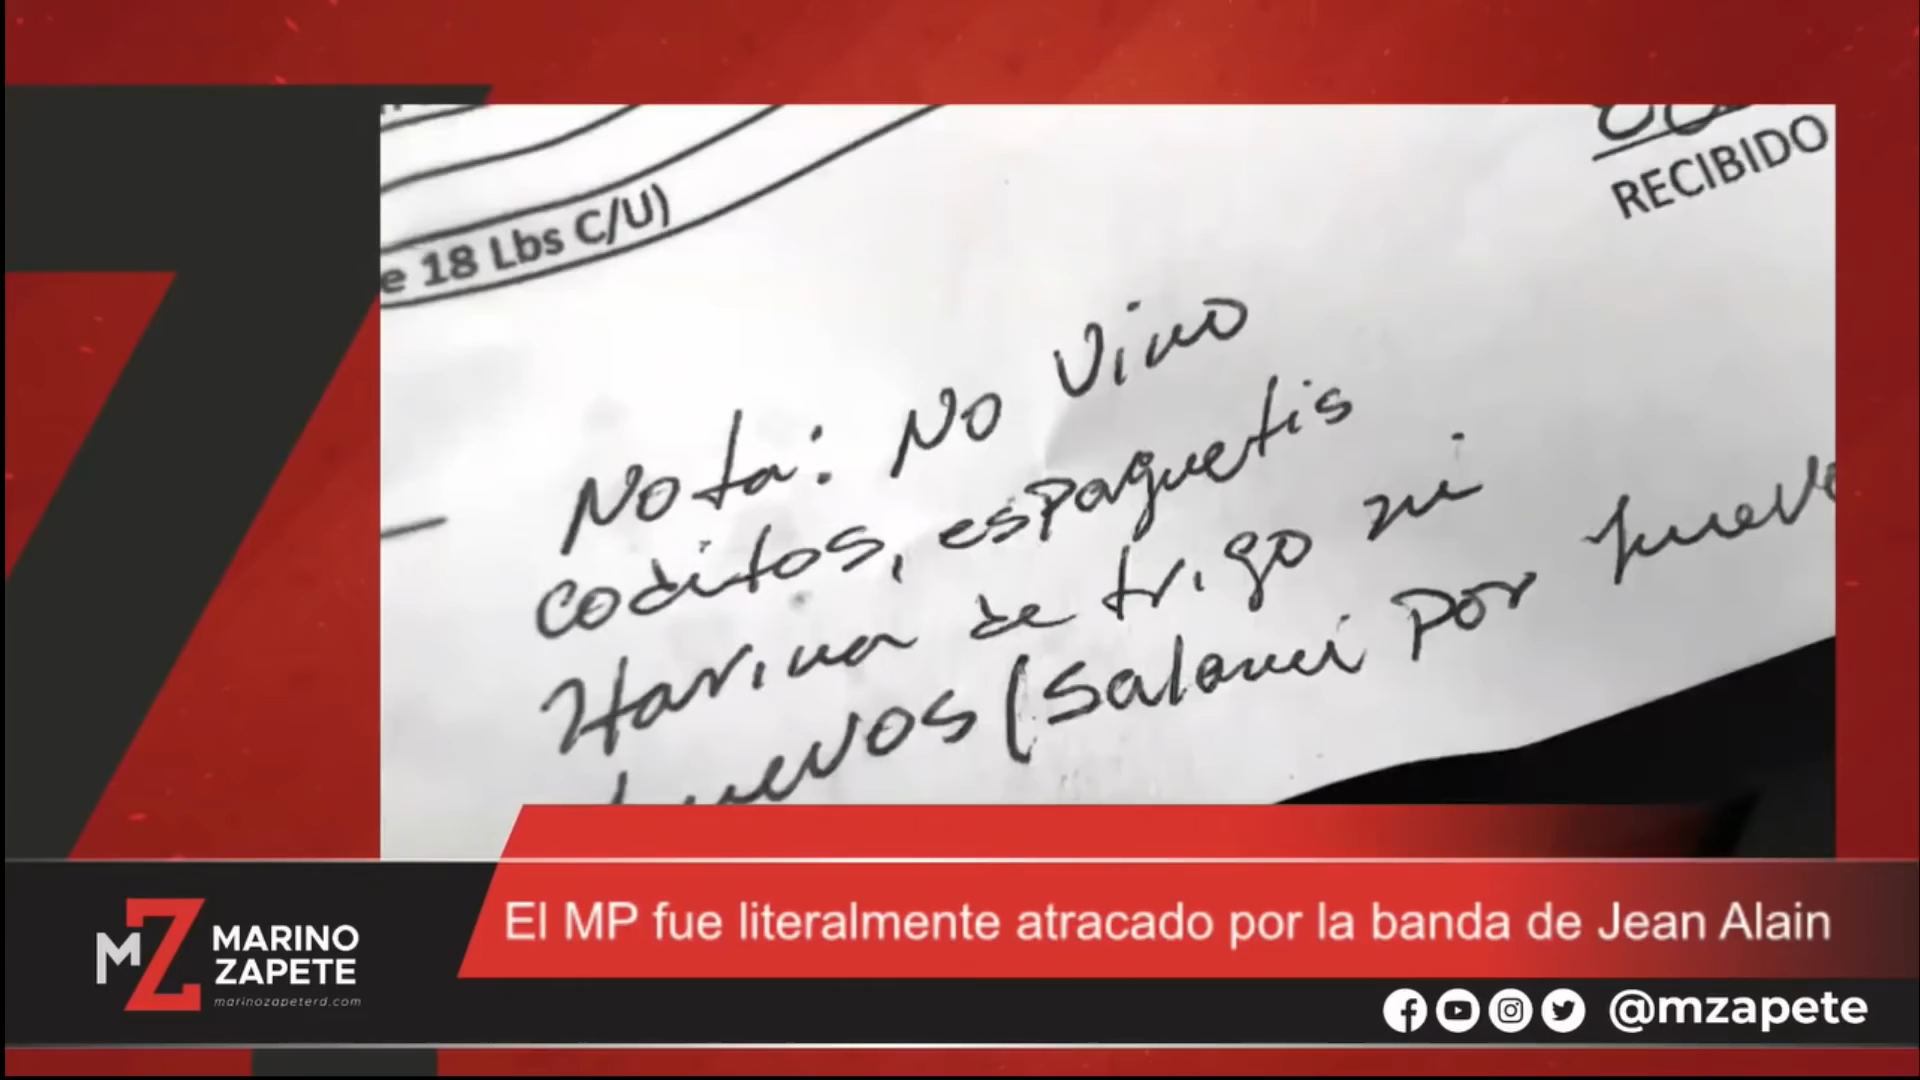 e 18 Lbs C/U)
RECIBIDO
Nota: No Vino
coditos, espaguetis
Harina de trigo ni
huevos (Salami por
El MP fue literalmente atracado por la banda de Jean Alain
MZ MARINO
ZAPETE
marinozapeterd.com
@mzapete